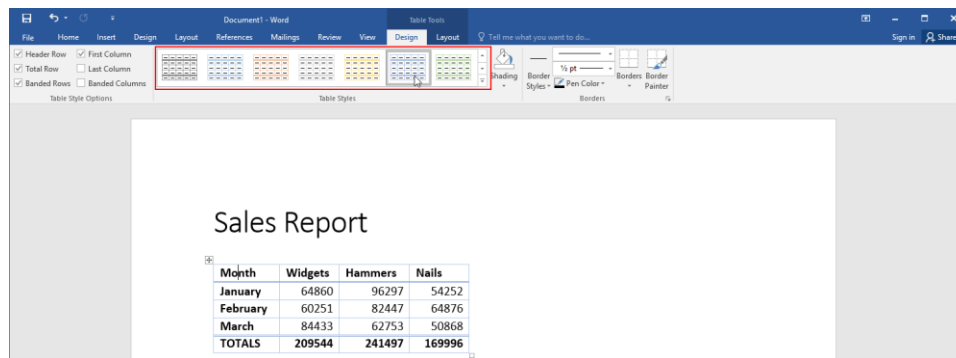 Document1 - Word
Table Tools
File Home Insert Design Layout References Mailings Review View Design Layout Tell me what you want to do... Sign in Share
Header Row First Column
Total Row Last Column
Banded Rows Banded Columns
Table Style Options
Table Styles
Shading
Border Styles
½ pt
Pen Color
Borders
Border Painter
Borders
Sales Report
Month Widgets Hammers Nails
January 64860 96297 54252
February 60251 82447 64876
March 84433 62753 50868
TOTALS 209544 241497 169996